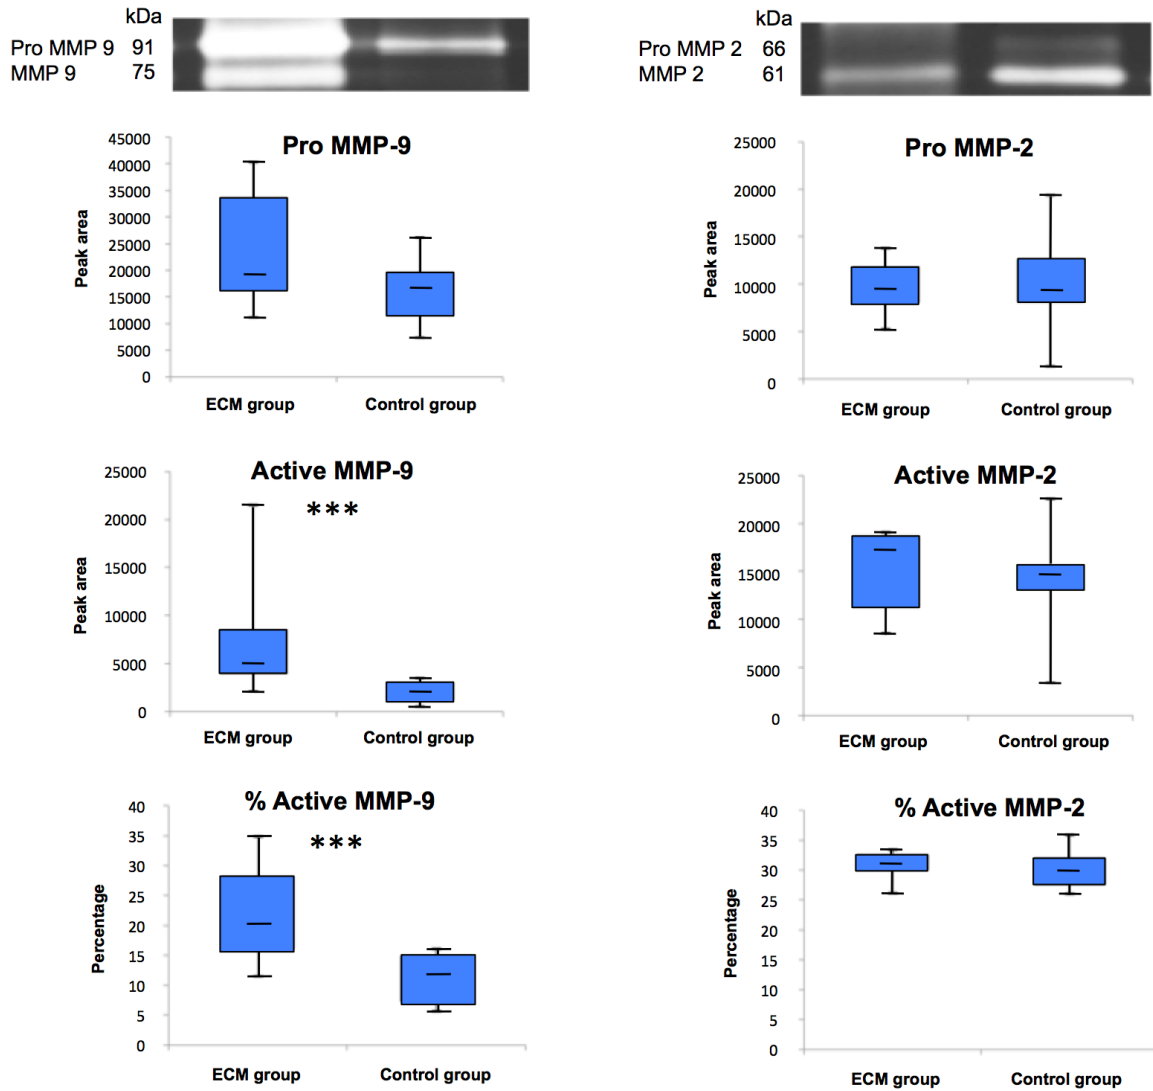 kDa
Pro MMP 9 91
MMP 9 75
Pro MMP-9
45000
40000
35000
30000
25000
20000
15000
10000
5000
0
Peak area
ECM group Control group
Active MMP-9
***
25000
20000
15000
10000
5000
0
Peak area
ECM group Control group
% Active MMP-9
***
40
35
30
25
20
15
10
5
0
Percentage
ECM group Control group
kDa
Pro MMP 2 66
MMP 2 61
Pro MMP-2
25000
20000
15000
10000
5000
0
Peak area
ECM group Control group
Active MMP-2
25000
20000
15000
10000
5000
0
Peak area
ECM group Control group
% Active MMP-2
40
35
30
25
20
15
10
5
0
Percentage
ECM group Control group